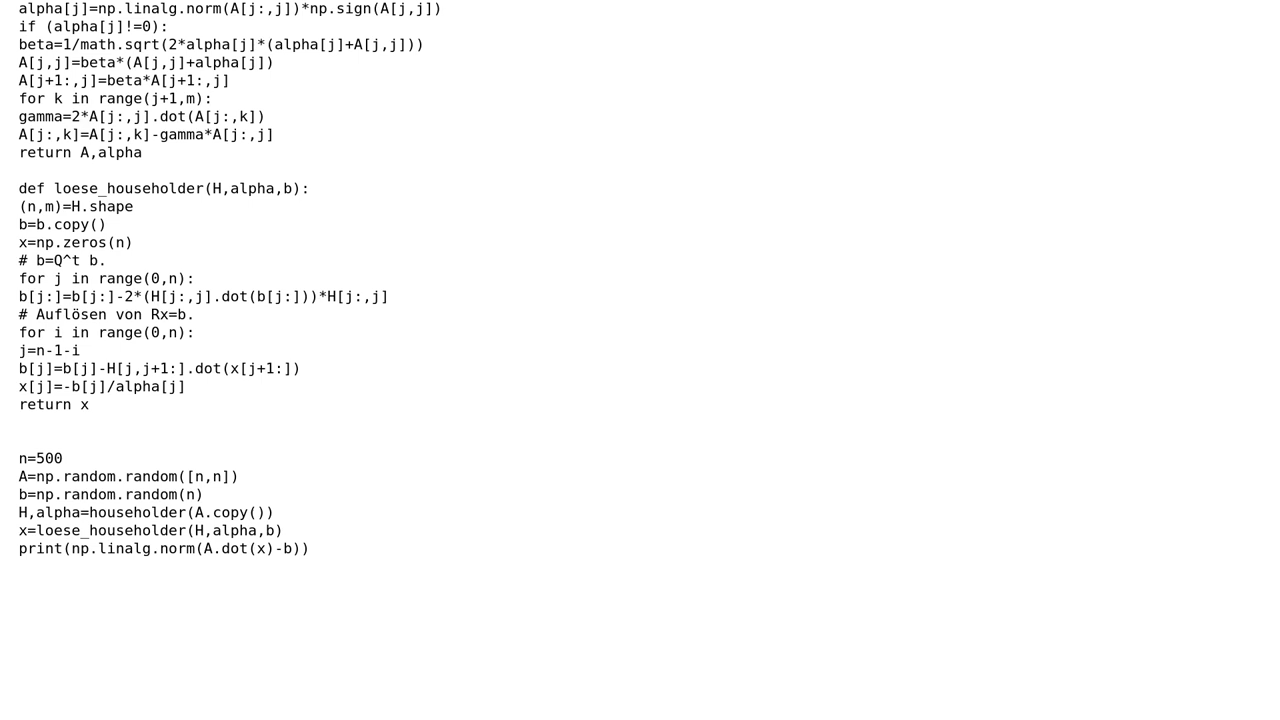 alpha[j]=np.linalg.norm(A[j:,j])*np.sign(A[j,j])
if (alpha[j]!=0):
beta=1/math.sqrt(2*alpha[j]*(alpha[j]+A[j,j]))
A[j,j]=beta*(A[j,j]+alpha[j])
A[j+1:,j]=beta*A[j+1:,j]
for k in range(j+1,m):
gamma=2*A[j:,j].dot(A[j:,k])
A[j:,k]=A[j:,k]-gamma*A[j:,j]
return A,alpha

def loese_householder(H,alpha,b):
(n,m)=H.shape
b=b.copy()
x=np.zeros(n)
# b=Q^t b.
for j in range(0,n):
b[j:]=b[j:]-2*(H[j:,j].dot(b[j:]))*H[j:,j]
# Auflösen von Rx=b.
for i in range(0,n):
j=n-1-i
b[j]=b[j]-H[j,j+1:].dot(x[j+1:])
x[j]=-b[j]/alpha[j]
return x

n=500
A=np.random.random([n,n])
b=np.random.random(n)
H,alpha=householder(A.copy())
x=loese_householder(H,alpha,b)
print(np.linalg.norm(A.dot(x)-b))